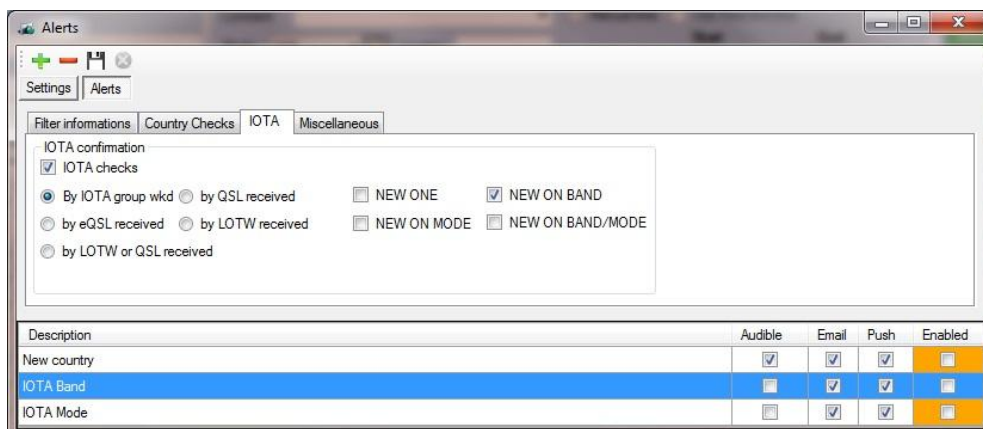 Alerts
Settings Alerts
Filter informations Country Checks IOTA Miscellaneous
IOTA confirmation
IOTA checks
By IOTA group wkd by QSL received NEW ONE NEW ON BAND
by eQSL received by LOTW received NEW ON MODE NEW ON BAND/MODE
by LOTW or QSL received
Description Audible Email Push Enabled
New country
IOTA Band
IOTA Mode